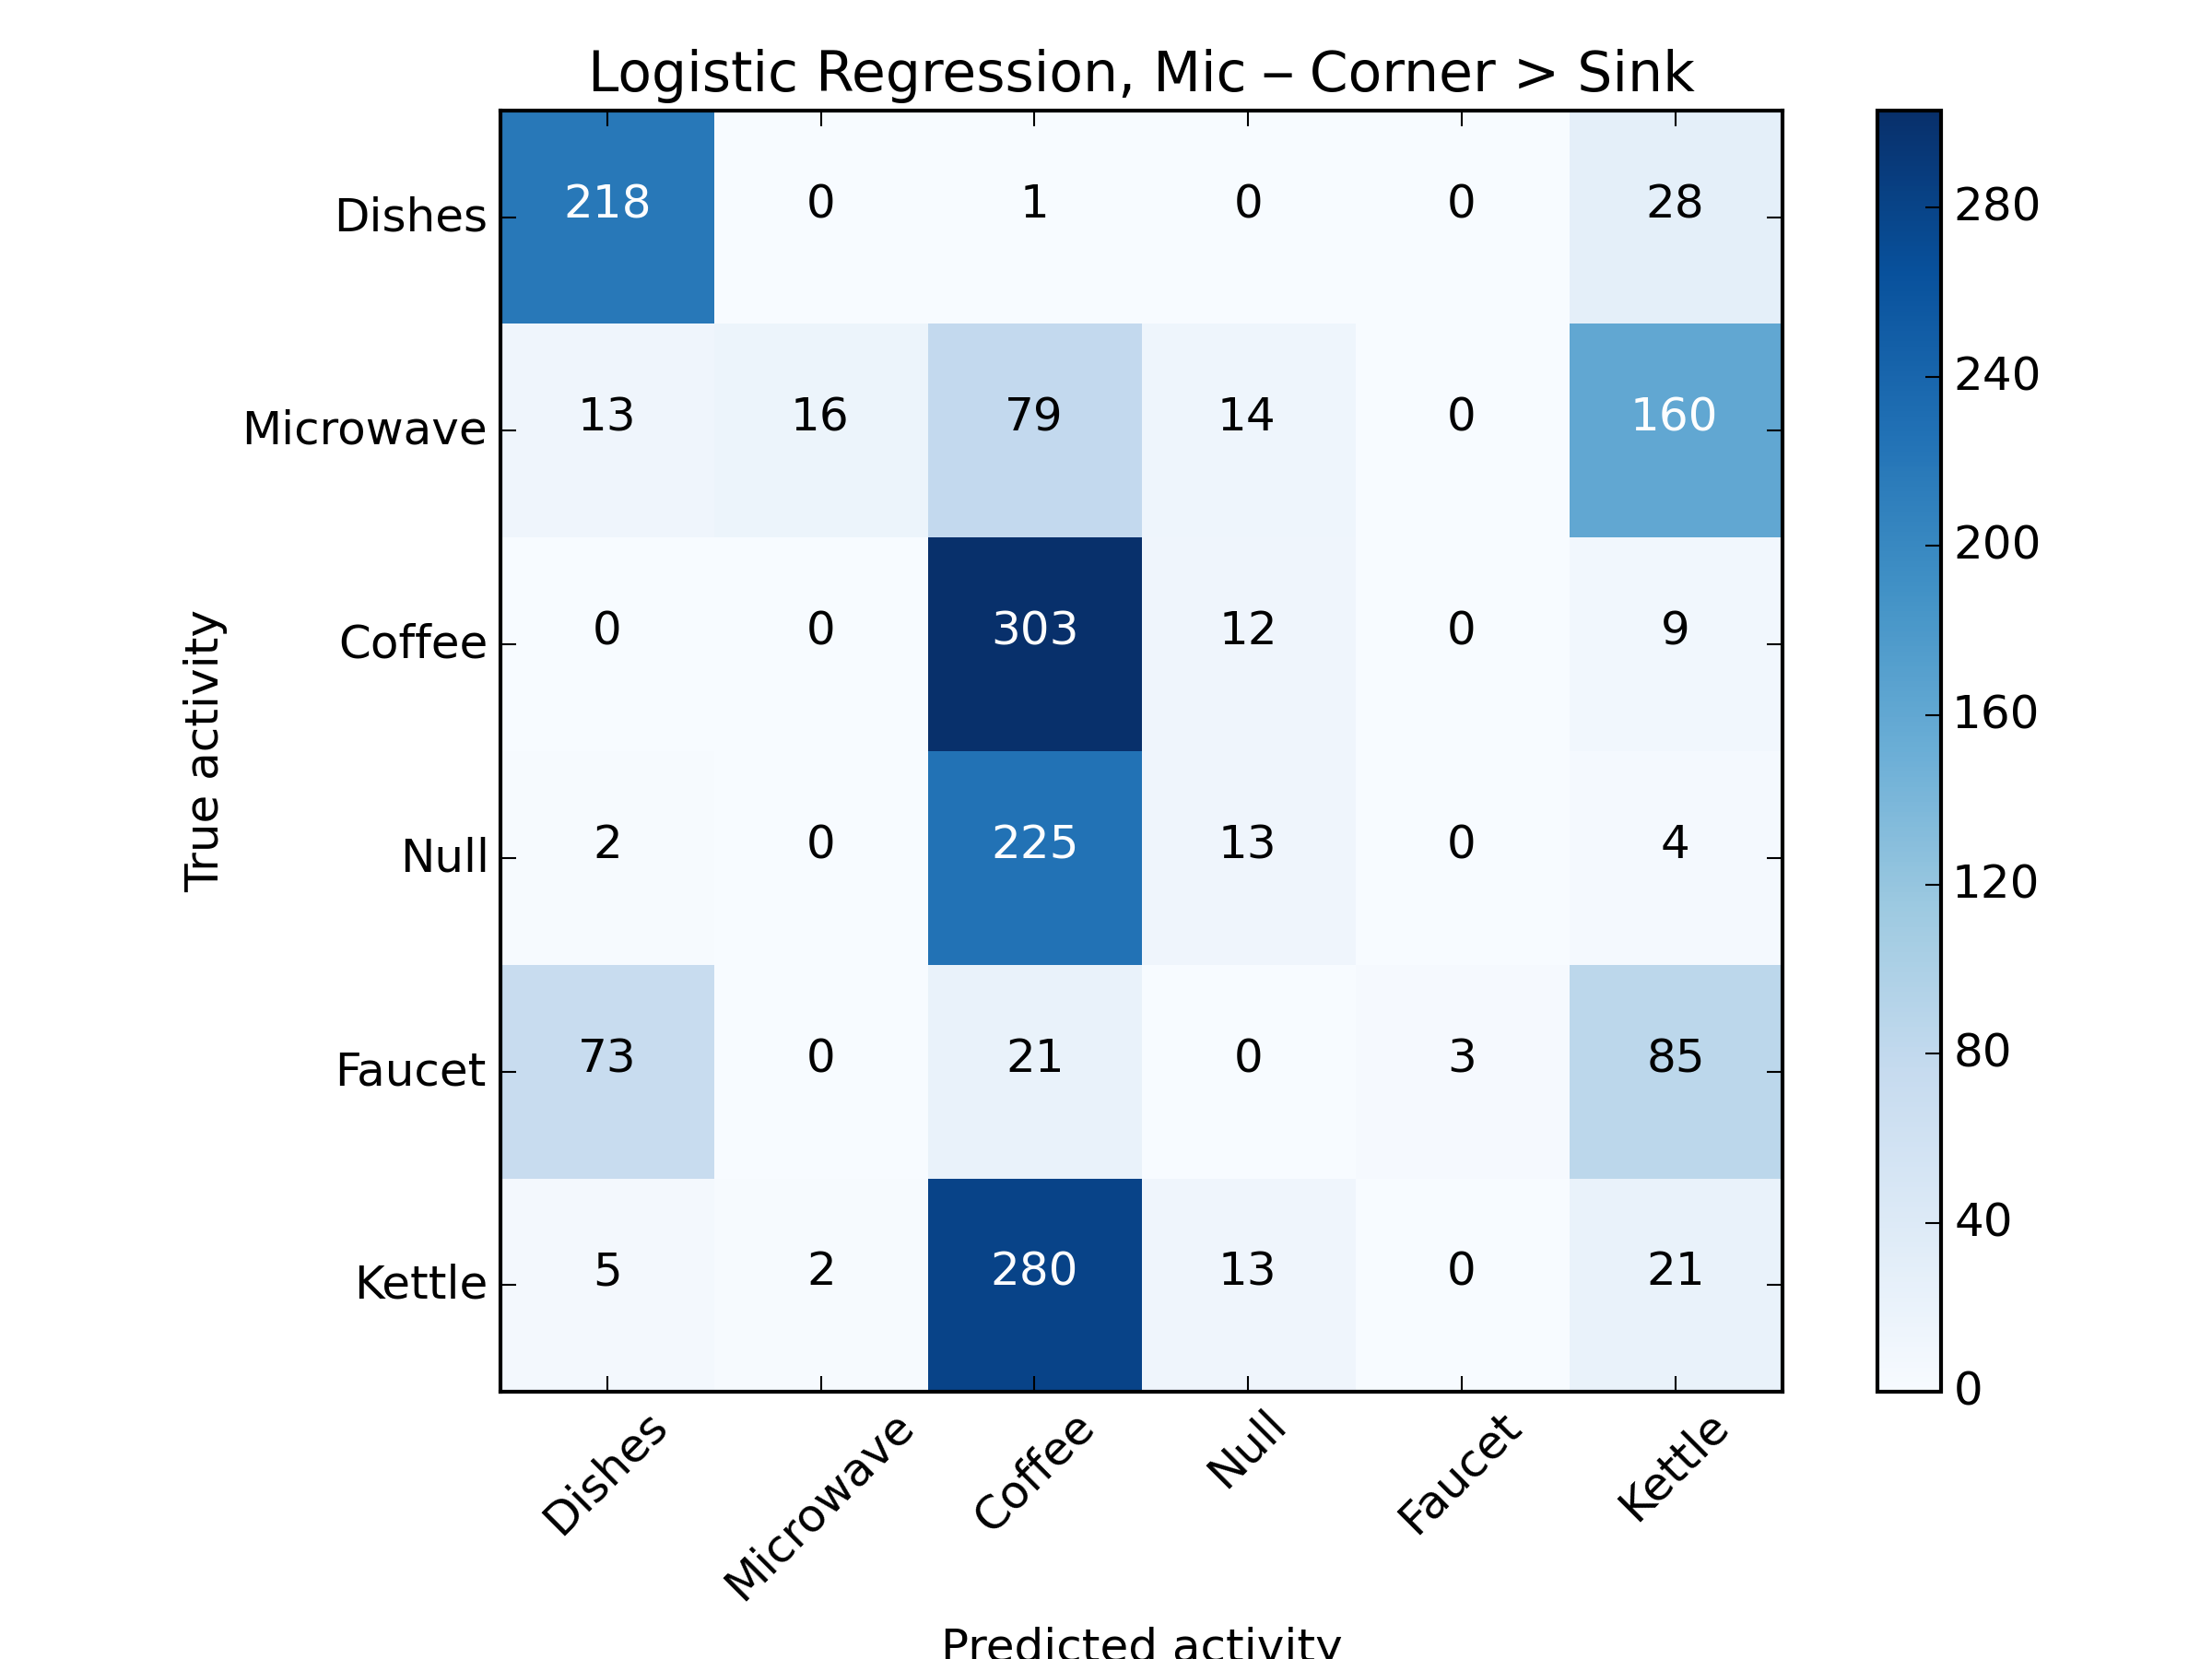 Logistic Regression, Mic − Corner > Sink
True activity
Dishes 218 0 1 0 0 28
Microwave 13 16 79 14 0 160
Coffee 0 0 303 12 0 9
Null 2 0 225 13 0 4
Faucet 73 0 21 0 3 85
Kettle 5 2 280 13 0 21
Dishes Microwave Coffee Null Faucet Kettle
Predicted activity
280
240
200
160
120
80
40
0